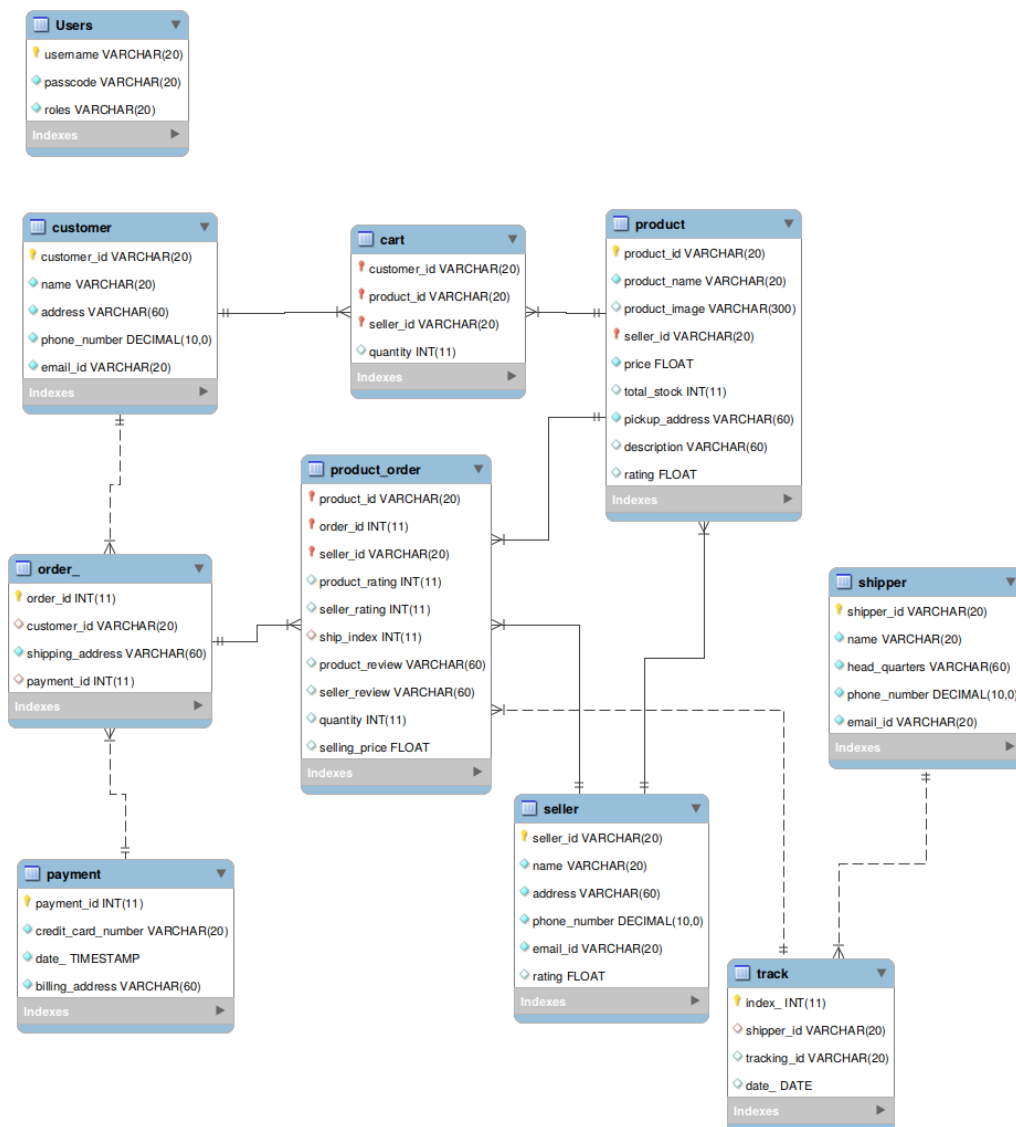 Users
username VARCHAR(20)
passcode VARCHAR(20)
roles VARCHAR(20)
Indexes
customer
customer_id VARCHAR(20)
name VARCHAR(20)
address VARCHAR(60)
phone_number DECIMAL(10,0)
email_id VARCHAR(20)
Indexes
cart
customer_id VARCHAR(20)
product_id VARCHAR(20)
seller_id VARCHAR(20)
quantity INT(11)
Indexes
product
product_id VARCHAR(20)
product_name VARCHAR(20)
product_image VARCHAR(300)
seller_id VARCHAR(20)
price FLOAT
total_stock INT(11)
pickup_address VARCHAR(60)
description VARCHAR(60)
rating FLOAT
Indexes
product_order
product_id VARCHAR(20)
order_id INT(11)
seller_id VARCHAR(20)
product_rating INT(11)
seller_rating INT(11)
ship_index INT(11)
product_review VARCHAR(60)
seller_review VARCHAR(60)
quantity INT(11)
selling_price FLOAT
Indexes
order_
order_id INT(11)
customer_id VARCHAR(20)
shipping_address VARCHAR(60)
payment_id INT(11)
Indexes
shipper
shipper_id VARCHAR(20)
name VARCHAR(20)
head_quarters VARCHAR(60)
phone_number DECIMAL(10,0)
email_id VARCHAR(20)
Indexes
seller
seller_id VARCHAR(20)
name VARCHAR(20)
address VARCHAR(60)
phone_number DECIMAL(10,0)
email_id VARCHAR(20)
rating FLOAT
Indexes
payment
payment_id INT(11)
credit_card_number VARCHAR(20)
date_ TIMESTAMP
billing_address VARCHAR(60)
Indexes
track
index_ INT(11)
shipper_id VARCHAR(20)
tracking_id VARCHAR(20)
date_ DATE
Indexes